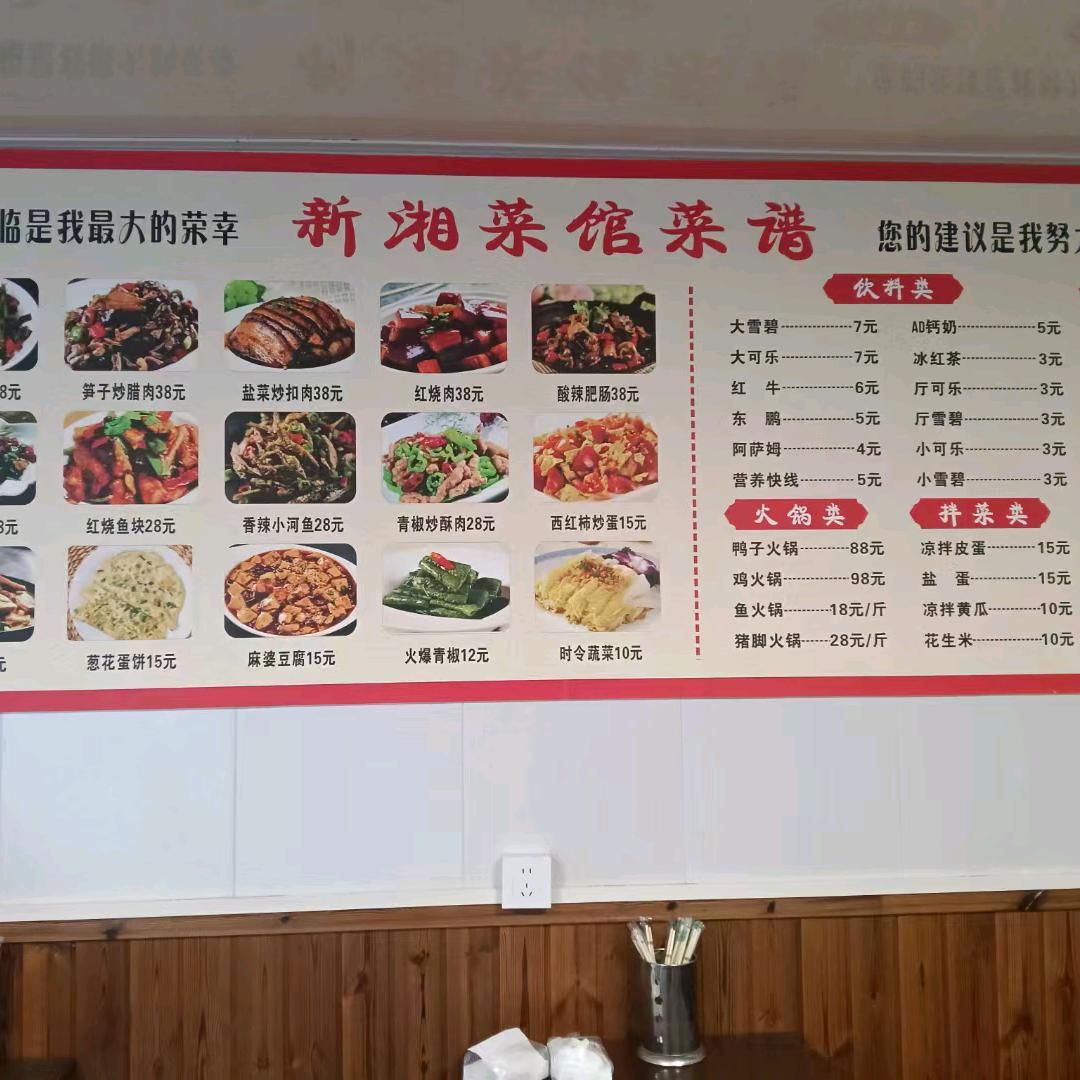 临是我最大的荣幸
新湘菜馆菜谱
您的建议是我努
8元
笋子炒腊肉38元
盐菜炒扣肉38元
红烧肉38元
酸辣肥肠38元
8元
红烧鱼块28元
香辣小河鱼28元
青椒炒酥肉28元
西红柿炒蛋15元
元
葱花蛋饼15元
麻婆豆腐15元
火爆青椒12元
时令蔬菜10元
饮料类
大雪碧---------------7元
AD钙奶---------------5元
大可乐---------------7元
冰红茶---------------3元
红 牛---------------6元
厅可乐---------------3元
东 鹏---------------5元
厅雪碧---------------3元
阿萨姆---------------4元
小可乐---------------3元
营养快线-----------5元
小雪碧---------------3元
火锅类
鸭子火锅----------88元
鸡火锅-------------98元
鱼火锅---------18元/斤
猪脚火锅-----28元/斤
拌菜类
凉拌皮蛋----------15元
盐 蛋-------------15元
凉拌黄瓜----------10元
花生米-------------10元